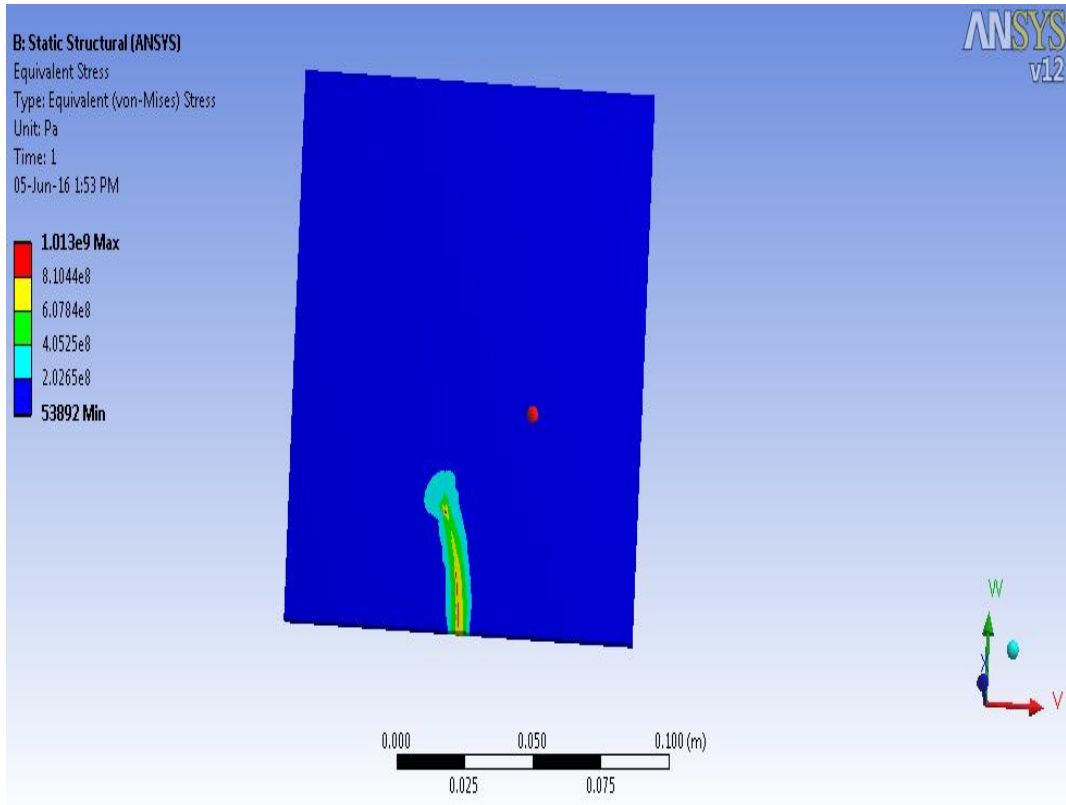 B: Static Structural (ANSYS)
Equivalent Stress
Type: Equivalent (von-Mises) Stress
Unit: Pa
Time: 1
05-Jun-16 1:53 PM
1.013e9 Max
8.1044e8
6.0784e8
4.0525e8
2.0265e8
53892 Min
ANSYS
v12
W
X
V
0.000
0.050
0.100 (m)
0.025
0.075